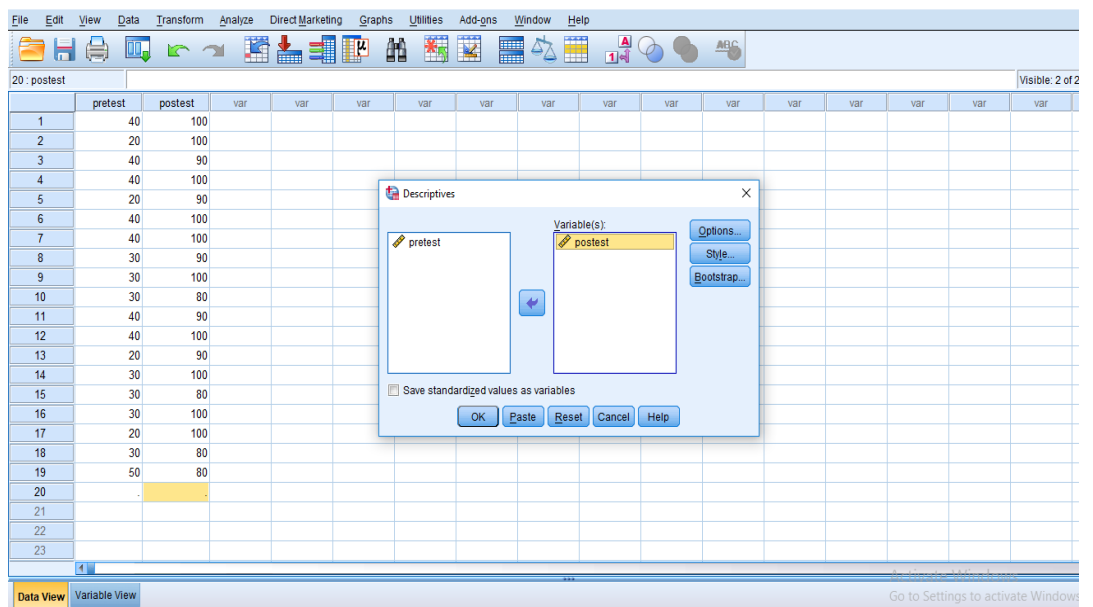 File Edit View Data Transform Analyze Direct Marketing Graphs Utilities Add-ons Window Help
20 : postest
Visible: 2 of 2
pretest postest var var var var var var var var var var var var var var
1 40 100
2 20 100
3 40 90
4 40 100
5 20 90
6 40 100
7 40 100
8 30 90
9 30 100
10 30 80
11 40 90
12 40 100
13 20 90
14 30 100
15 30 80
16 30 100
17 20 100
18 30 80
19 50 80
20 . .
21
22
23
Descriptives
Variable(s):
pretest
postest
Options...
Style...
Bootstrap...
Save standardized values as variables
OK Paste Reset Cancel Help
Data View Variable View
Activate Windows
Go to Settings to activate Windows